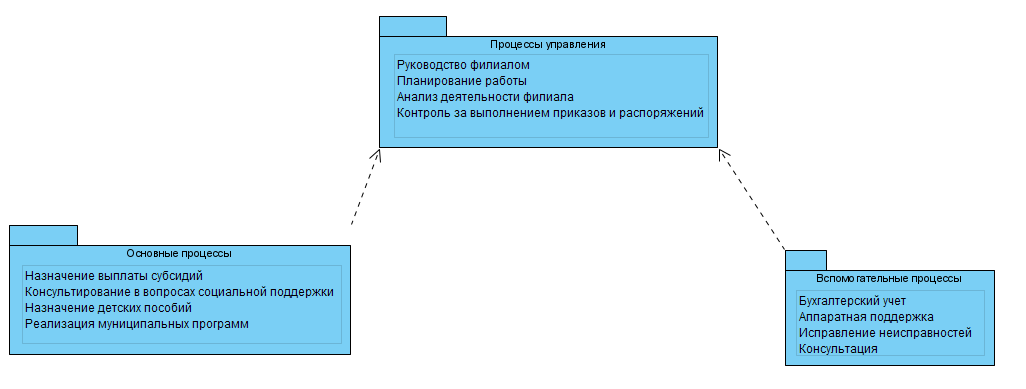 Процессы управления
Руководство филиалом
Планирование работы
Анализ деятельности филиала
Контроль за выполнением приказов и распоряжений
Основные процессы
Назначение выплаты субсидий
Консультирование в вопросах социальной поддержки
Назначение детских пособий
Реализация муниципальных программ
Вспомогательные процессы
Бухгалтерский учет
Аппаратная поддержка
Исправление неисправностей
Консультация